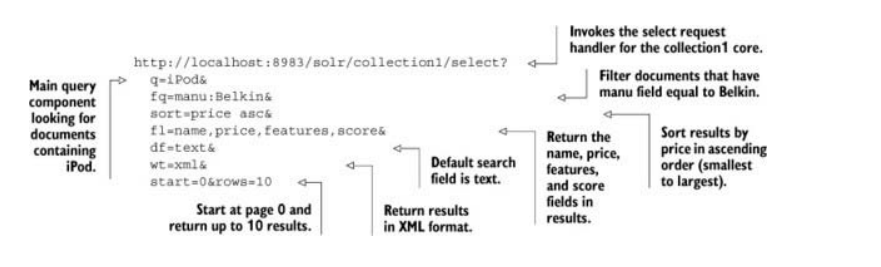 Invokes the select request
handler for the collection1 core.
http://localhost:8983/solr/collection1/select?
q=iPod&
fq=manu:Belkin&
sort=price asc&
fl=name,price,features,score&
df=text&
wt=xml&
start=0&rows=10
Main query
component
looking for
documents
containing
iPod.
Filter documents that have
manu field equal to Belkin.
Sort results by
price in ascending
order (smallest
to largest).
Return the
name, price,
features,
and score
fields in
results.
Default search
field is text.
Return results
in XML format.
Start at page 0 and
return up to 10 results.